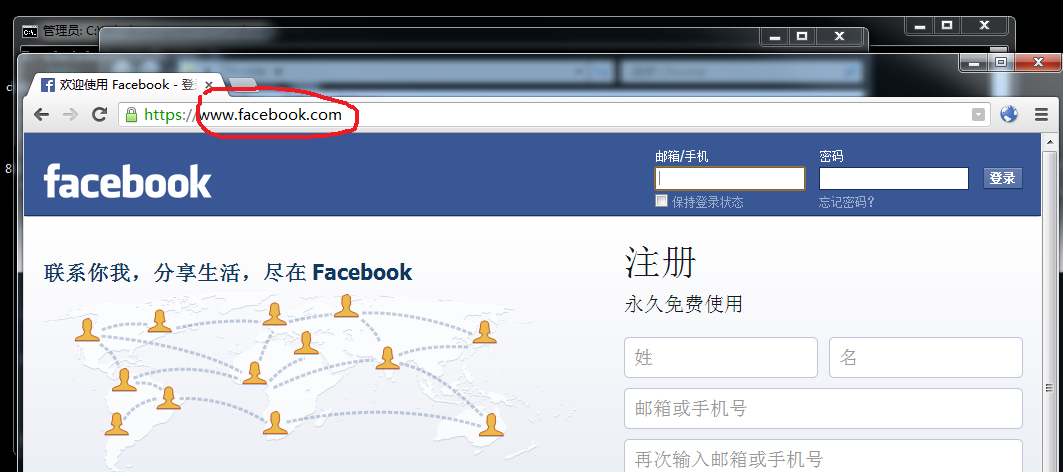 管理员: C:\
欢迎使用 Facebook - 登
https://www.facebook.com
facebook
邮箱/手机
密码
登录
保持登录状态
忘记密码?
联系你我，分享生活，尽在 Facebook
注册
永久免费使用
姓
名
邮箱或手机号
再次输入邮箱或手机号